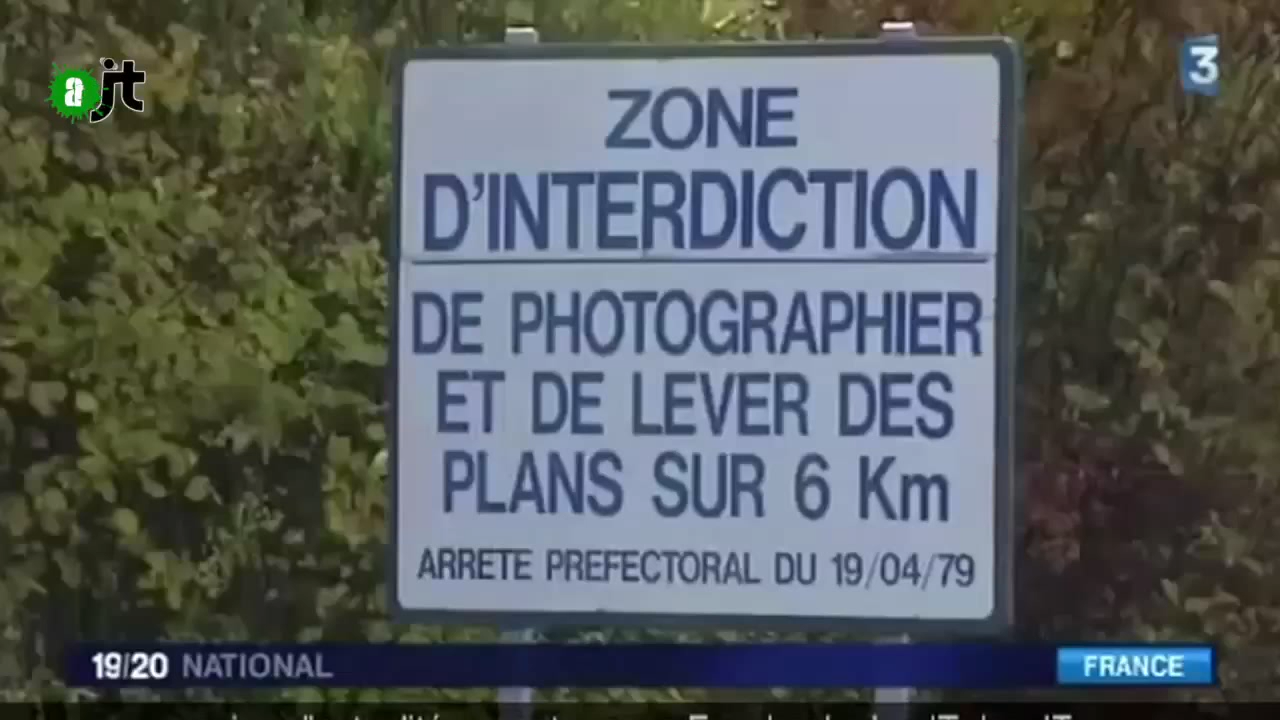 ajt
3
ZONE
D'INTERDICTION
DE PHOTOGRAPHIER
ET DE LEVER DES
PLANS SUR 6 Km
ARRETE PREFECTORAL DU 19/04/79
19/20 NATIONAL
FRANCE